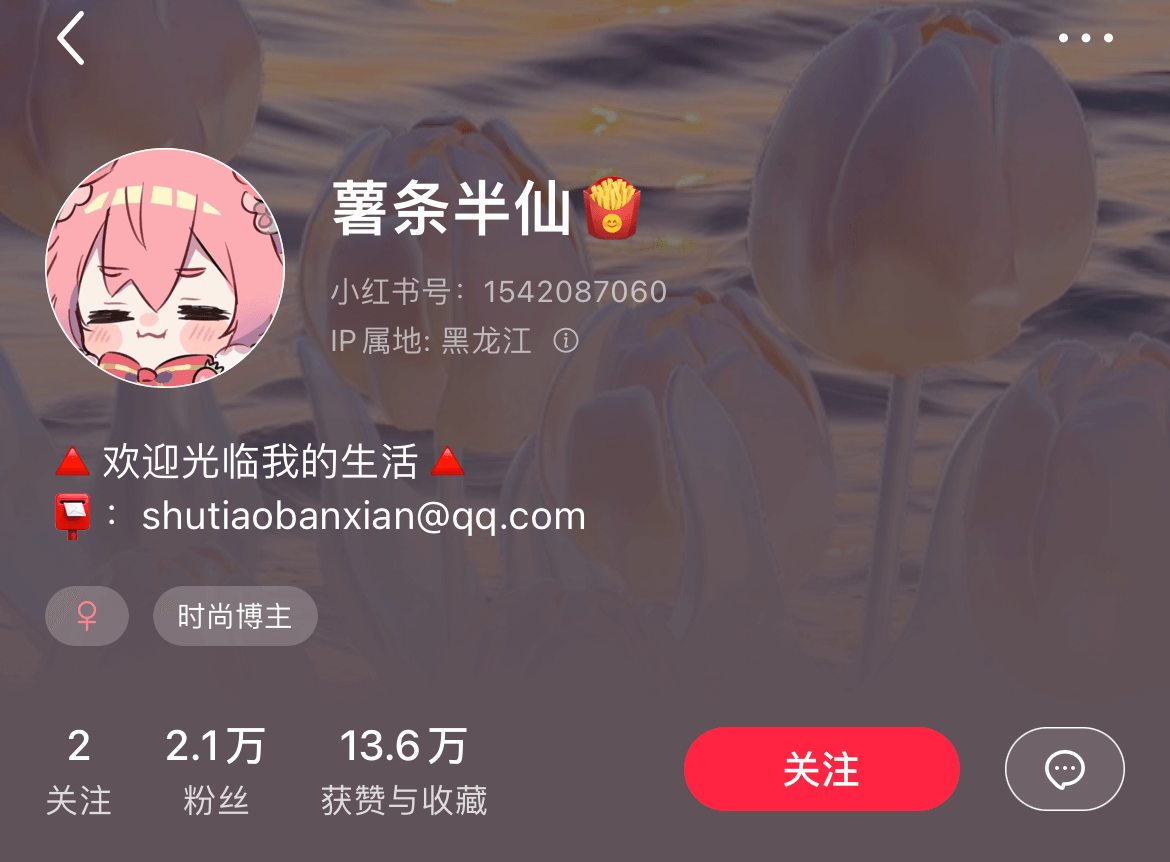 薯条半仙🍟
小红书号：1542087060
IP属地: 黑龙江
🔺欢迎光临我的生活🔺
📮：shutiaobanxian@qq.com
♀ 时尚博主
2 2.1万 13.6万
关注 粉丝 获赞与收藏
关注